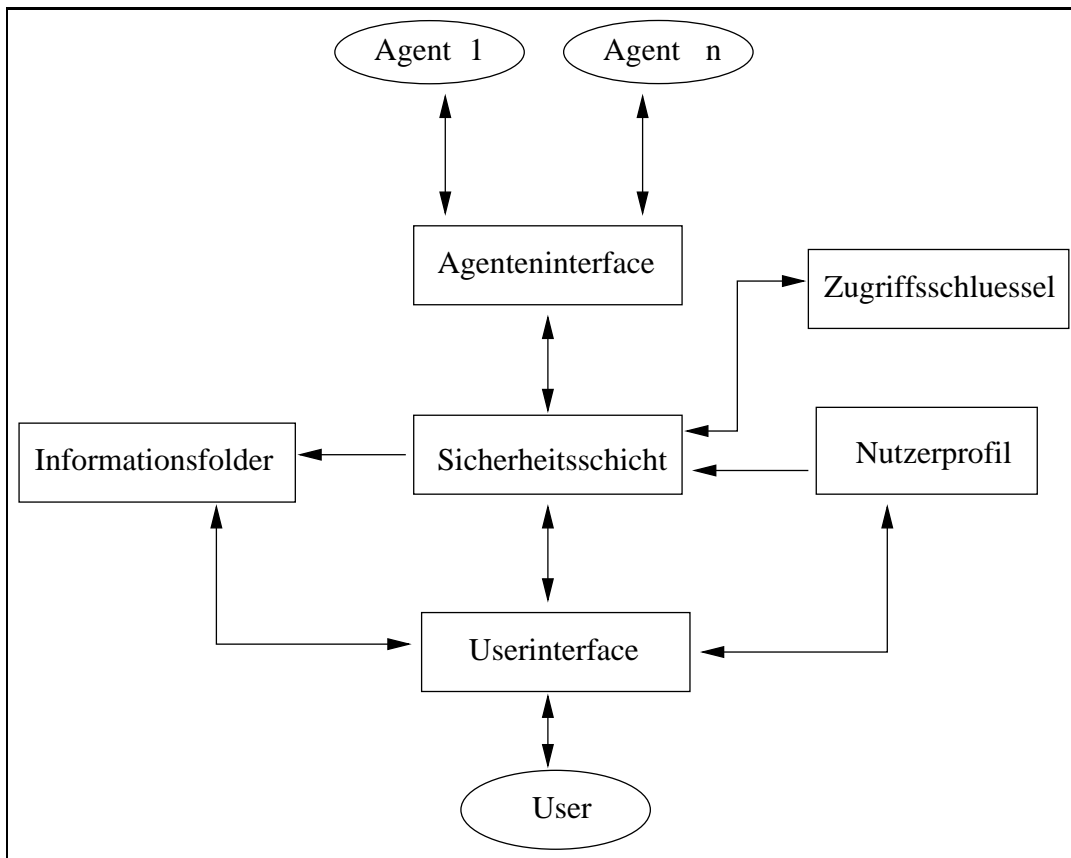 Agent 1
Agent n
Agenteninterface
Zugriffsschluessel
Informationsfolder
Sicherheitsschicht
Nutzerprofil
Userinterface
User